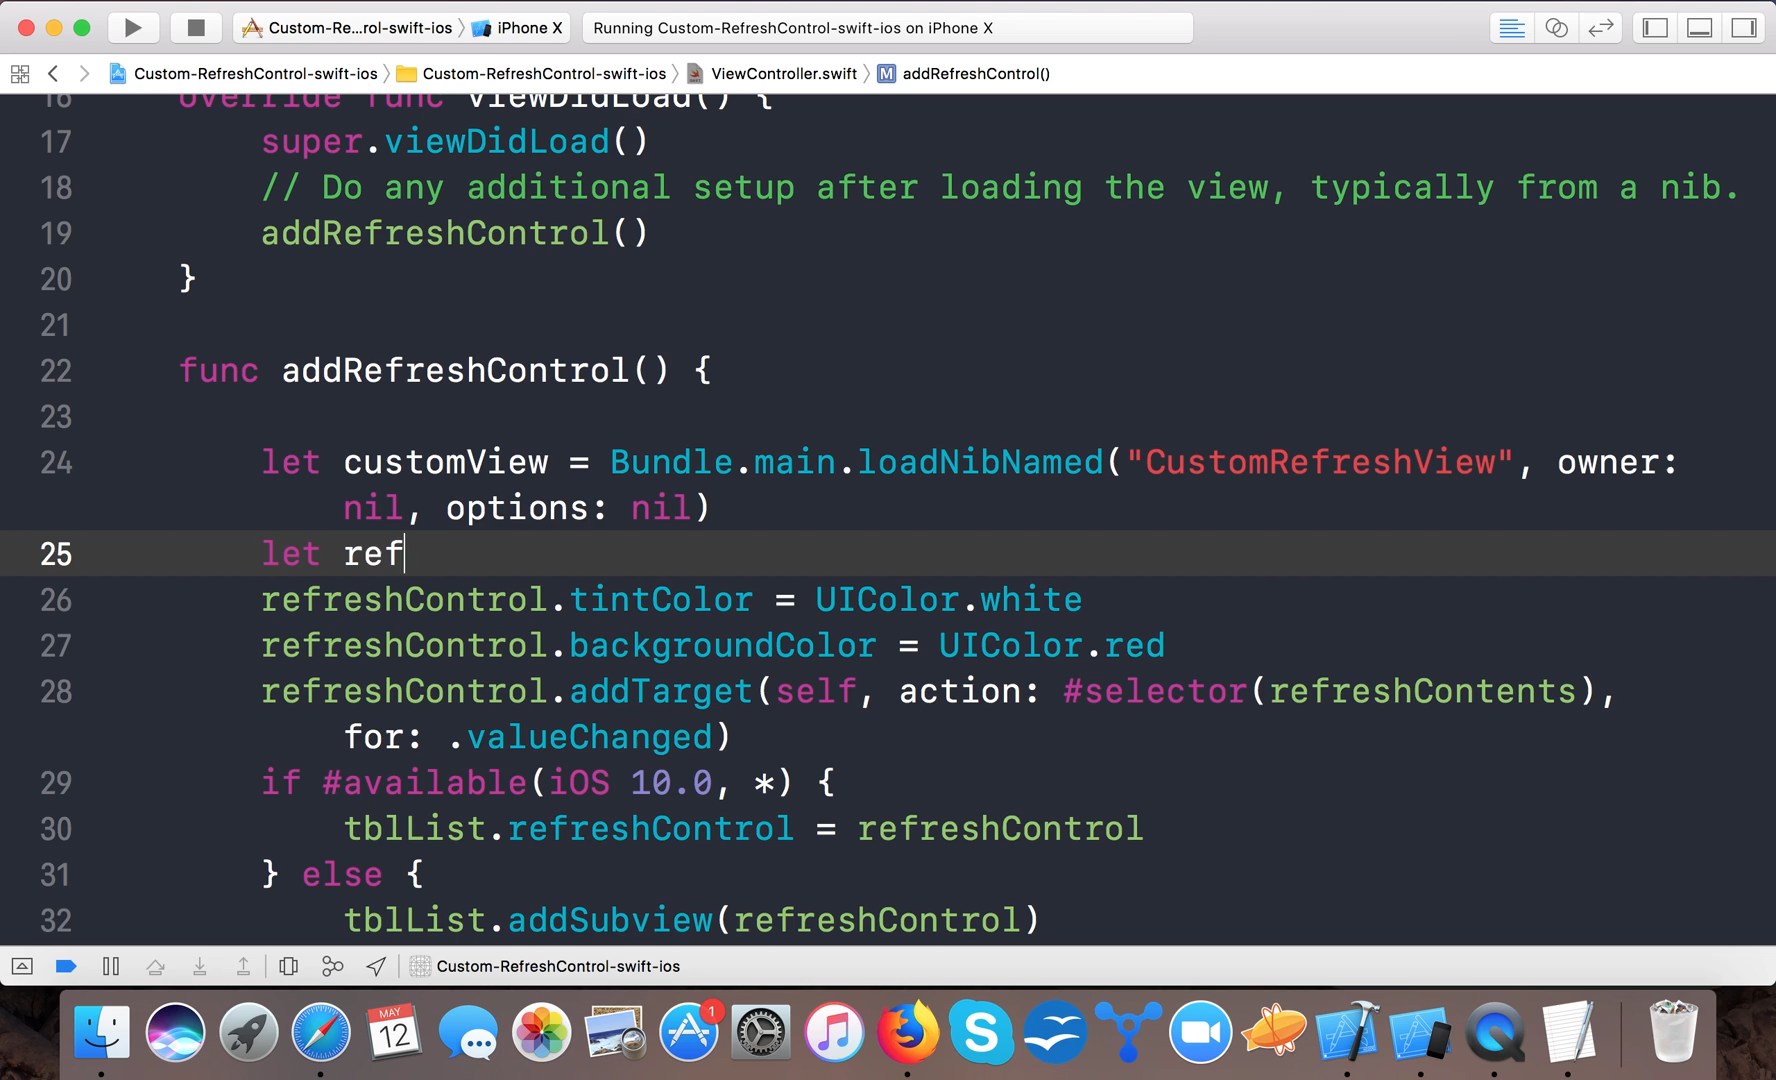 Custom-Re...rol-swift-ios
iPhone X
Running Custom-RefreshControl-swift-ios on iPhone X
Custom-RefreshControl-swift-ios
Custom-RefreshControl-swift-ios
ViewController.swift
M addRefreshControl()
16 override func viewDidLoad() {
17 super.viewDidLoad()
18 // Do any additional setup after loading the view, typically from a nib.
19 addRefreshControl()
20 }
21
22 func addRefreshControl() {
23
24 let customView = Bundle.main.loadNibNamed("CustomRefreshView", owner:
nil, options: nil)
25 let ref
26 refreshControl.tintColor = UIColor.white
27 refreshControl.backgroundColor = UIColor.red
28 refreshControl.addTarget(self, action: #selector(refreshContents),
for: .valueChanged)
29 if #available(iOS 10.0, *) {
30 tblList.refreshControl = refreshControl
31 } else {
32 tblList.addSubview(refreshControl)
Custom-RefreshControl-swift-ios
MAY
12
1
S